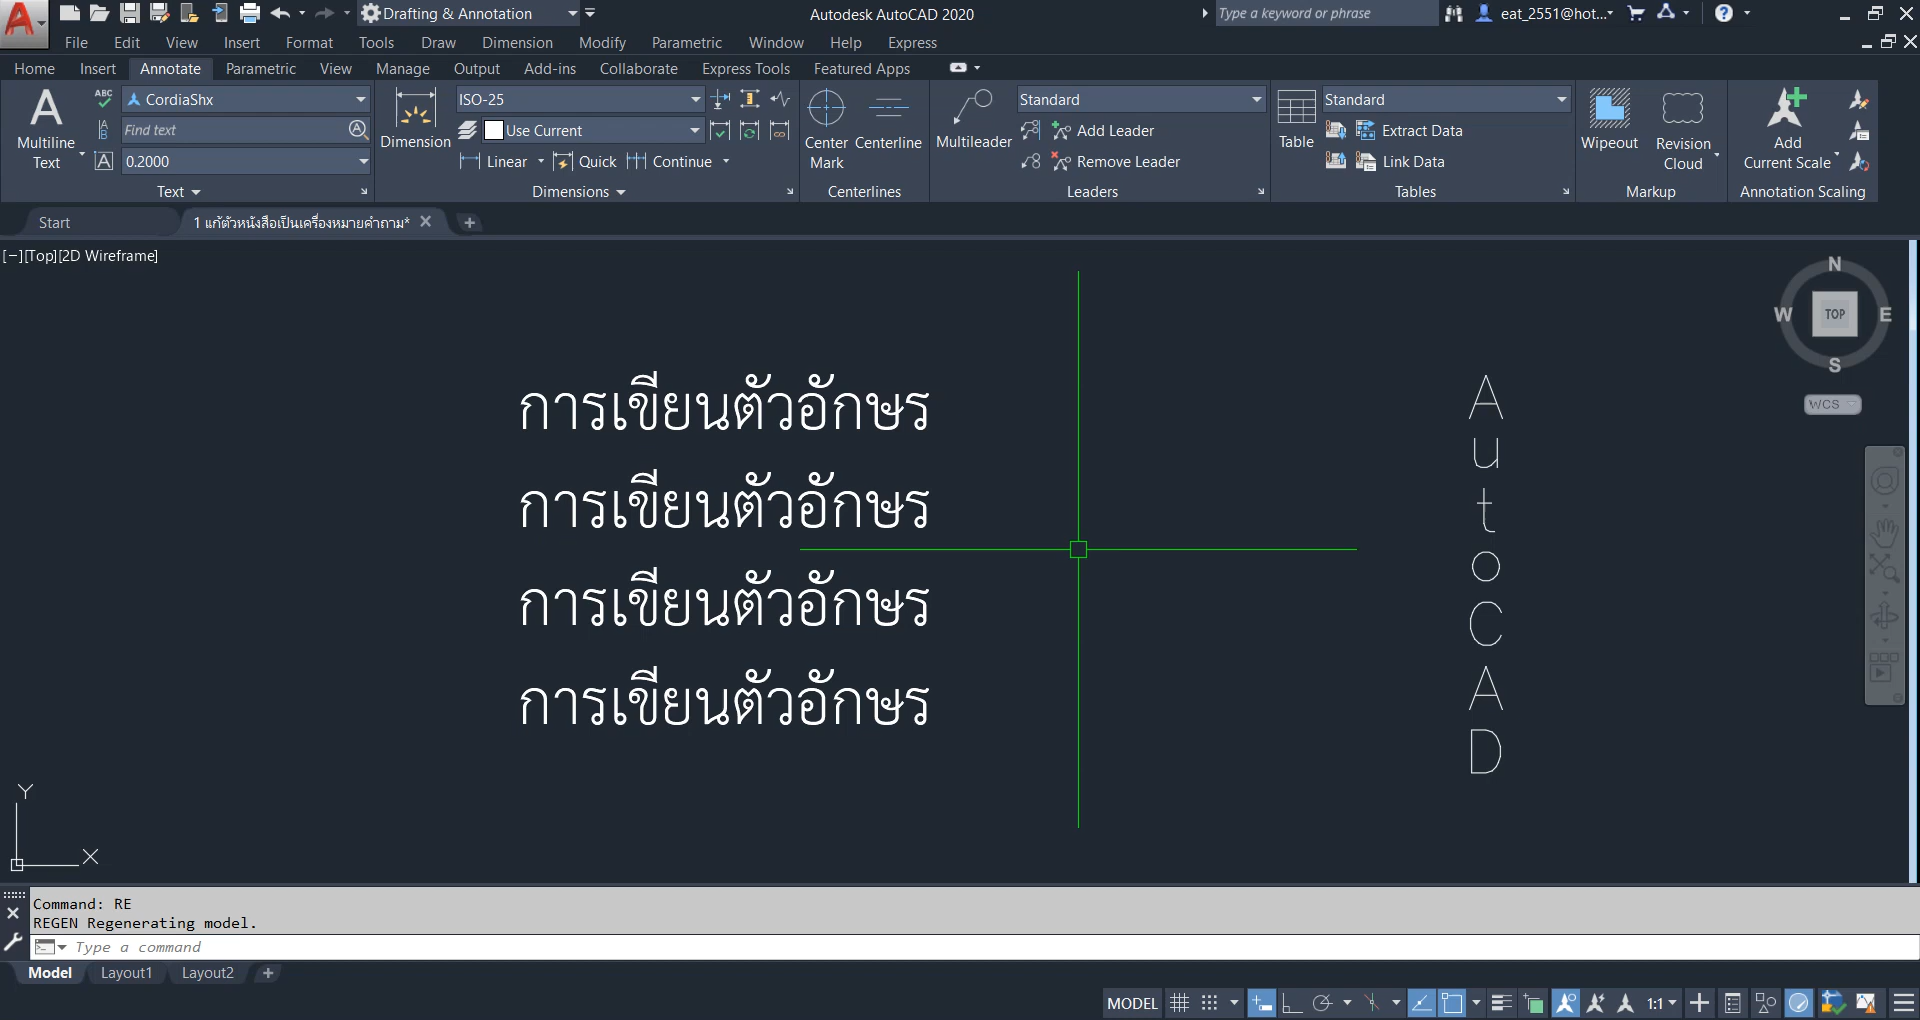 Drafting & Annotation
Autodesk AutoCAD 2020
Type a keyword or phrase
eat_2551@hot...
File Edit View Insert Format Tools Draw Dimension Modify Parametric Window Help Express
Home Insert Annotate Parametric View Manage Output Add-ins Collaborate Express Tools Featured Apps
Multiline Text
CordiaShx
Find text
0.2000
Text
Dimension
ISO-25
Use Current
Linear Quick Continue
Dimensions
Center Mark
Centerline
Centerlines
Multileader
Standard
Add Leader
Remove Leader
Leaders
Table
Standard
Extract Data
Link Data
Tables
Wipeout
Revision Cloud
Markup
Add Current Scale
Annotation Scaling
Start
1 แก้ตัวหนังสือเป็นเครื่องหมายคำถาม*
[−][Top][2D Wireframe]
N
W TOP E
S
WCS
การเขียนตัวอักษร
การเขียนตัวอักษร
การเขียนตัวอักษร
การเขียนตัวอักษร
AutoCAD
Y
X
Command: RE
REGEN Regenerating model.
Type a command
Model Layout1 Layout2
MODEL
1:1